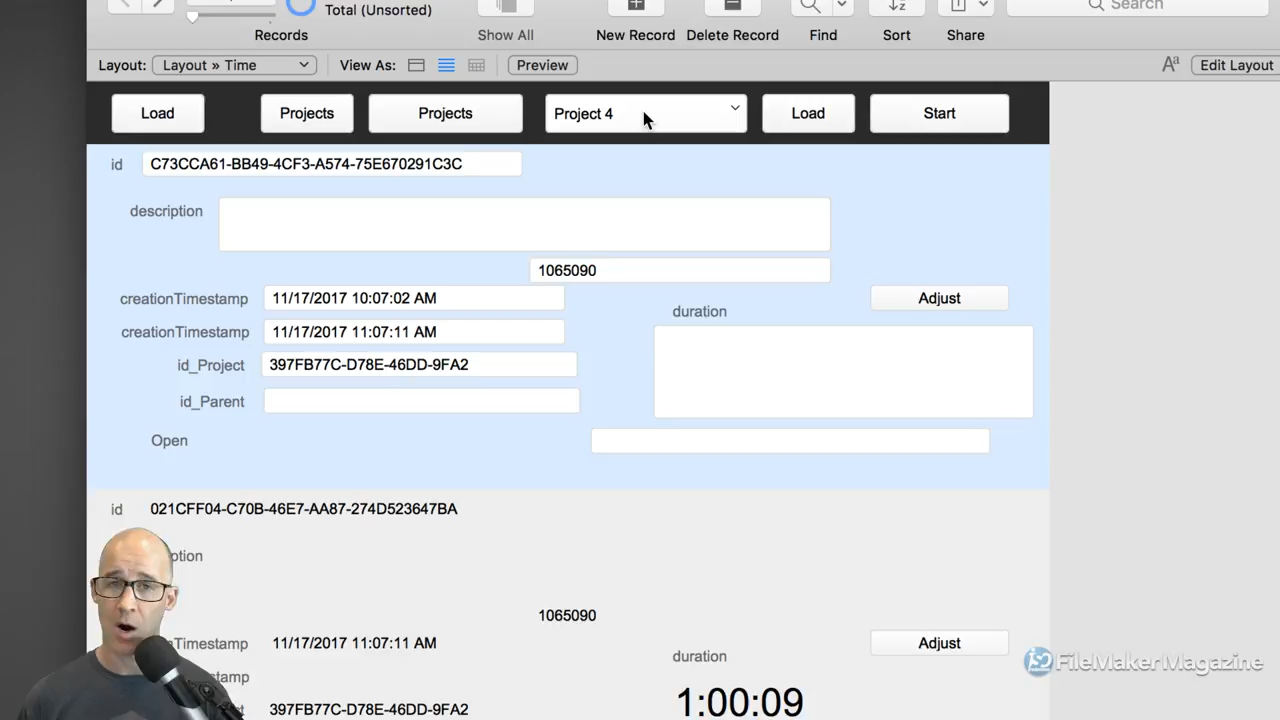 Total (Unsorted)
Search
Records
Show All
New Record
Delete Record
Find
Sort
Share
Layout:
Layout » Time
View As:
Preview
Edit Layout
Load
Projects
Projects
Project 4
Load
Start
id
C73CCA61-BB49-4CF3-A574-75E670291C3C
description
1065090
creationTimestamp
11/17/2017 10:07:02 AM
Adjust
duration
creationTimestamp
11/17/2017 11:07:11 AM
id_Project
397FB77C-D78E-46DD-9FA2
id_Parent
Open
id
021CFF04-C70B-46E7-AA87-274D523647BA
ption
1065090
nTimestamp
11/17/2017 11:07:11 AM
Adjust
duration
FileMakerMagazine
stamp
397FB77C-D78E-46DD-9FA2
1:00:09